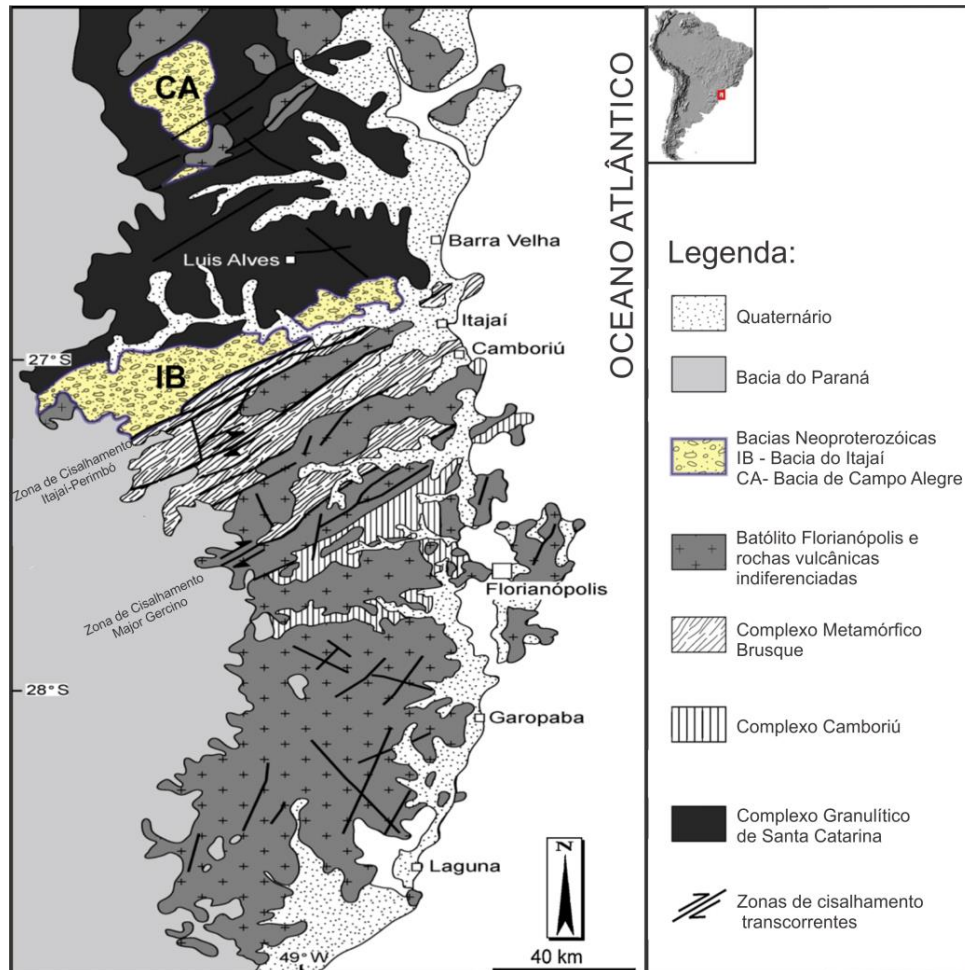 CA
Luis Alves
Barra Velha
Itajaí
Camboriú
27° S
IB
Zona de Cisalhamento
Itajaí-Perimbó
Zona de Cisalhamento
Major Gercino
Florianópolis
28° S
Garopaba
Laguna
49° W
N
40 km
OCEANO ATLÂNTICO
Legenda:
Quaternário
Bacia do Paraná
Bacias Neoproterozóicas
IB - Bacia do Itajaí
CA- Bacia de Campo Alegre
Batólito Florianópolis e
rochas vulcânicas
indiferenciadas
Complexo Metamórfico
Brusque
Complexo Camboriú
Complexo Granulítico
de Santa Catarina
Zonas de cisalhamento
transcorrentes